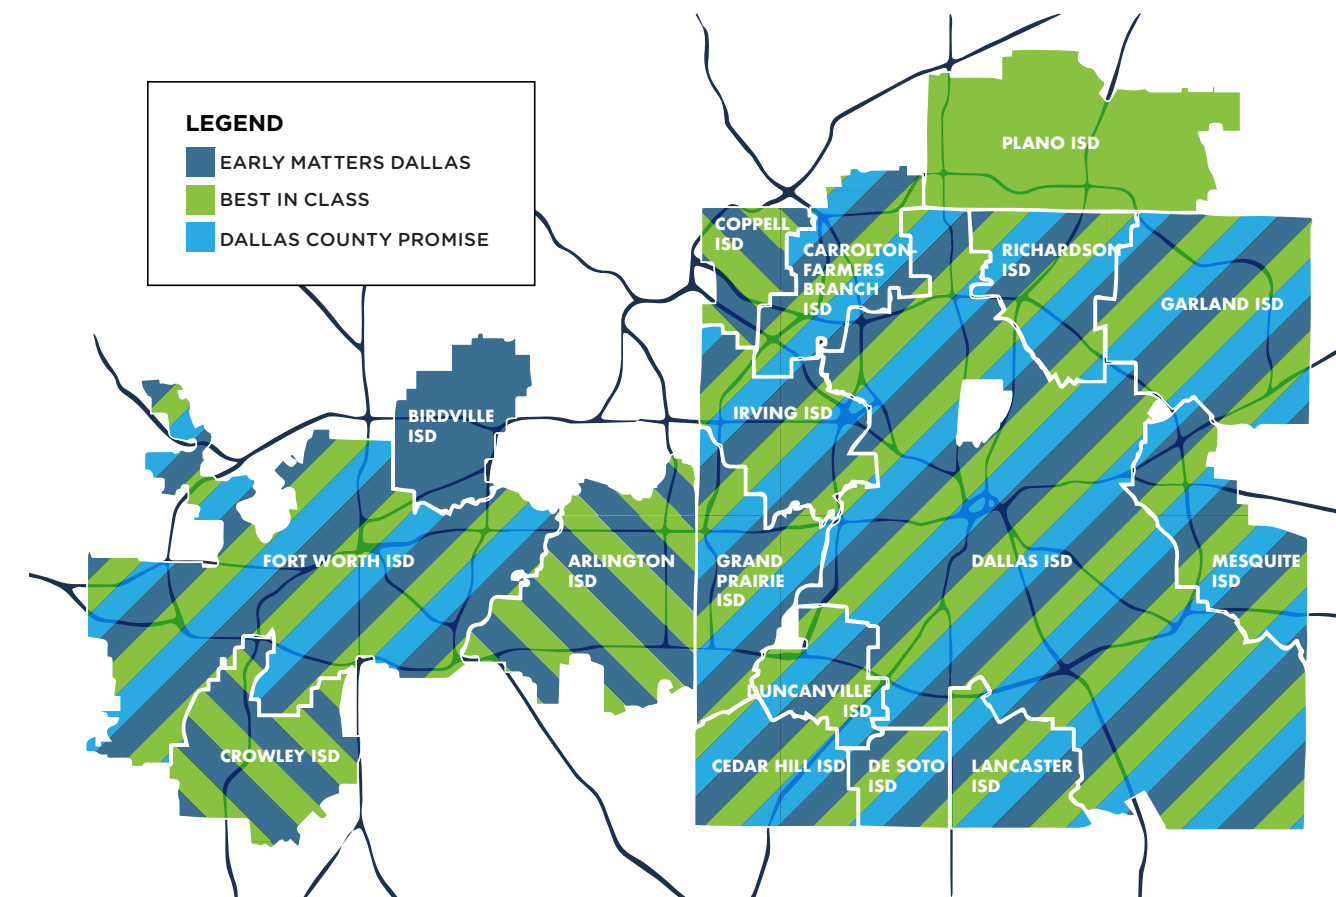 LEGEND
EARLY MATTERS DALLAS
BEST IN CLASS
DALLAS COUNTY PROMISE
PLANO ISD
COPPELL
ISD
CARROLTON-
FARMERS
BRANCH
ISD
RICHARDSON
ISD
GARLAND ISD
BIRDVILLE
ISD
IRVING ISD
FORT WORTH ISD
ARLINGTON
ISD
GRAND
PRAIRIE
ISD
DALLAS ISD
MESQUITE
ISD
DUNCANVILLE
ISD
CROWLEY ISD
CEDAR HILL ISD
DE SOTO
ISD
LANCASTER
ISD